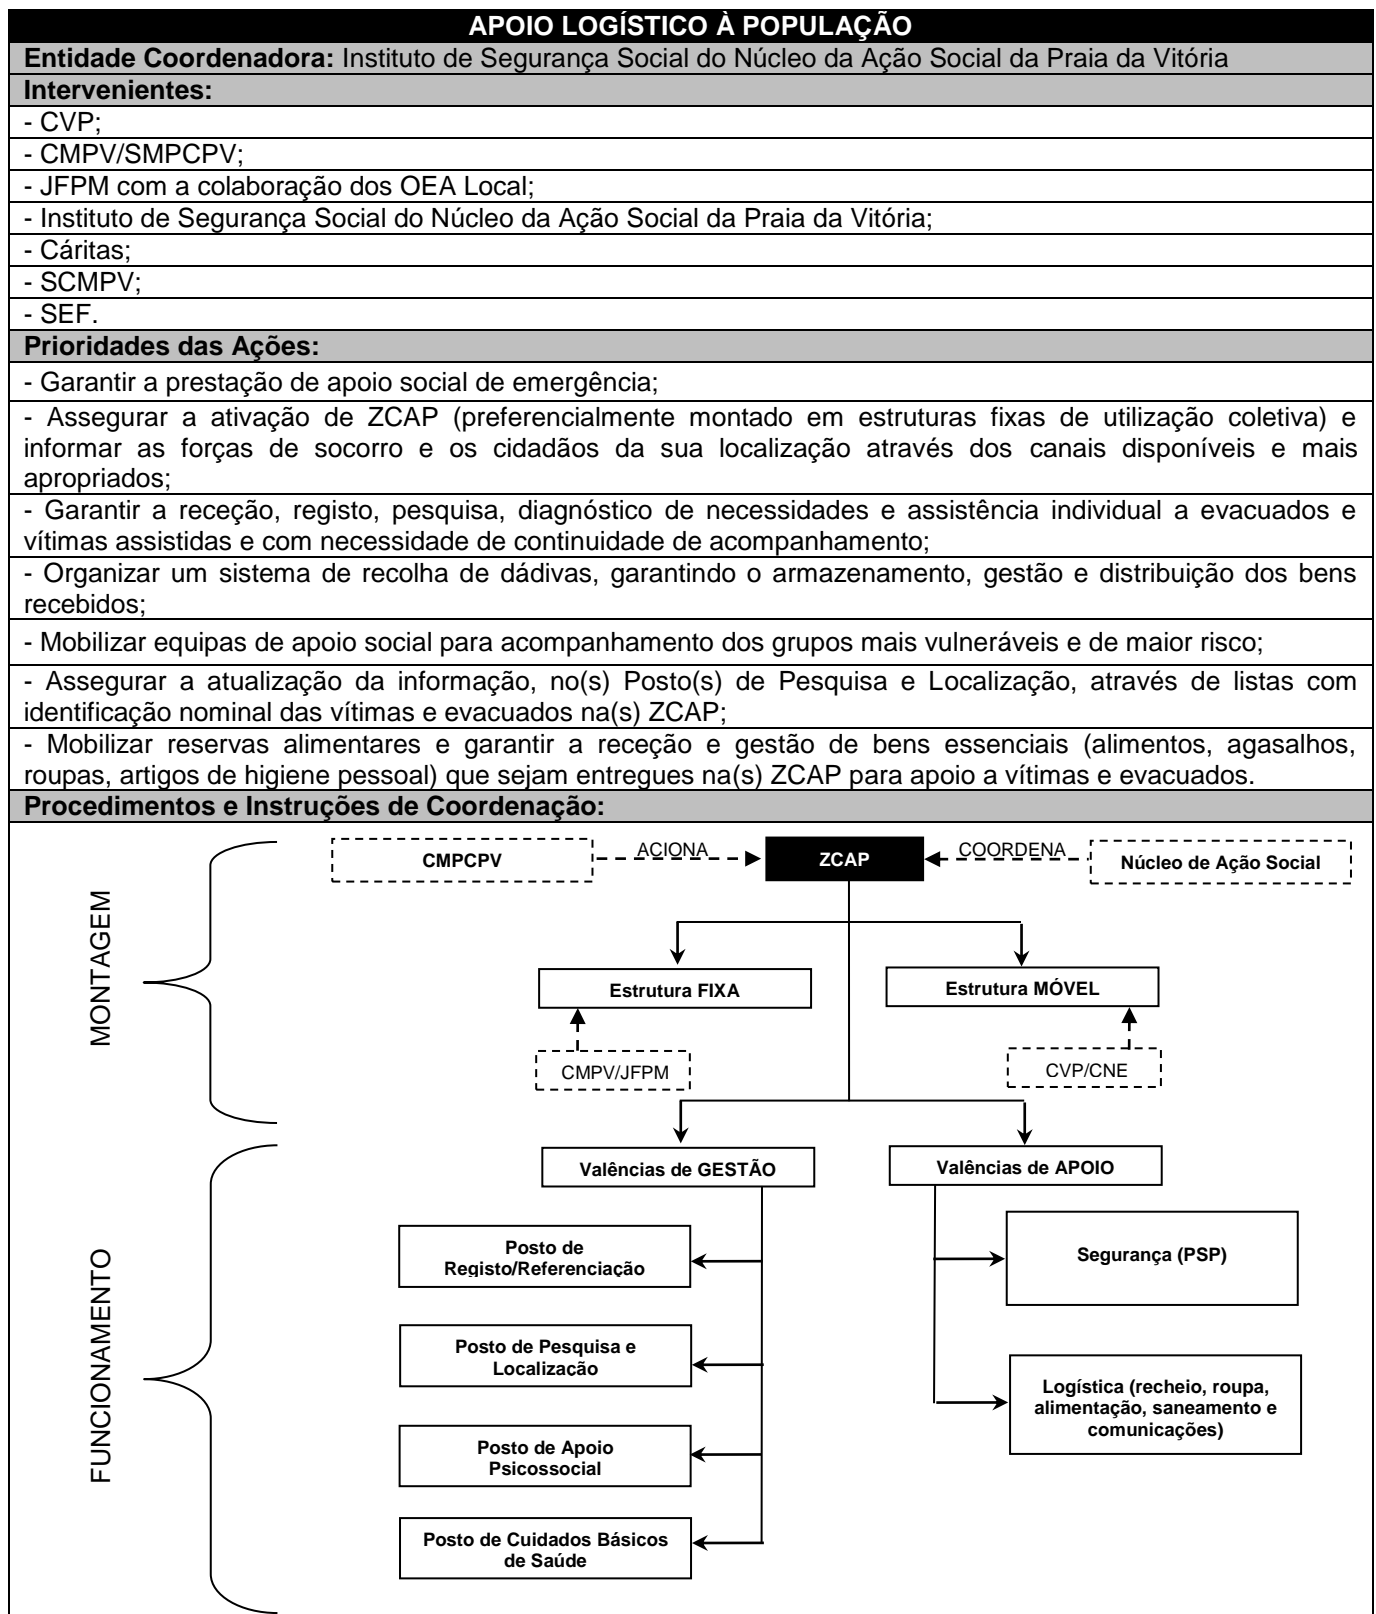 APOIO LOGÍSTICO À POPULAÇÃO
Entidade Coordenadora: Instituto de Segurança Social do Núcleo da Ação Social da Praia da Vitória
Intervenientes:
- CVP;
- CMPV/SMPCPV;
- JFPM com a colaboração dos OEA Local;
- Instituto de Segurança Social do Núcleo da Ação Social da Praia da Vitória;
- Cáritas;
- SCMPV;
- SEF.
Prioridades das Ações:
- Garantir a prestação de apoio social de emergência;
- Assegurar a ativação de ZCAP (preferencialmente montado em estruturas fixas de utilização coletiva) e
informar as forças de socorro e os cidadãos da sua localização através dos canais disponíveis e mais
apropriados;
- Garantir a receção, registo, pesquisa, diagnóstico de necessidades e assistência individual a evacuados e
vítimas assistidas e com necessidade de continuidade de acompanhamento;
- Organizar um sistema de recolha de dádivas, garantindo o armazenamento, gestão e distribuição dos bens
recebidos;
- Mobilizar equipas de apoio social para acompanhamento dos grupos mais vulneráveis e de maior risco;
- Assegurar a atualização da informação, no(s) Posto(s) de Pesquisa e Localização, através de listas com
identificação nominal das vítimas e evacuados na(s) ZCAP;
- Mobilizar reservas alimentares e garantir a receção e gestão de bens essenciais (alimentos, agasalhos,
roupas, artigos de higiene pessoal) que sejam entregues na(s) ZCAP para apoio a vítimas e evacuados.
Procedimentos e Instruções de Coordenação:
MONTAGEM
CMPCPV
ACIONA
ZCAP
COORDENA
Núcleo de Ação Social
Estrutura FIXA
Estrutura MÓVEL
CMPV/JFPM
CVP/CNE
FUNCIONAMENTO
Valências de GESTÃO
Valências de APOIO
Posto de
Registo/Referenciação
Segurança (PSP)
Posto de Pesquisa e
Localização
Logística (recheio, roupa,
alimentação, saneamento e
comunicações)
Posto de Apoio
Psicossocial
Posto de Cuidados Básicos
de Saúde